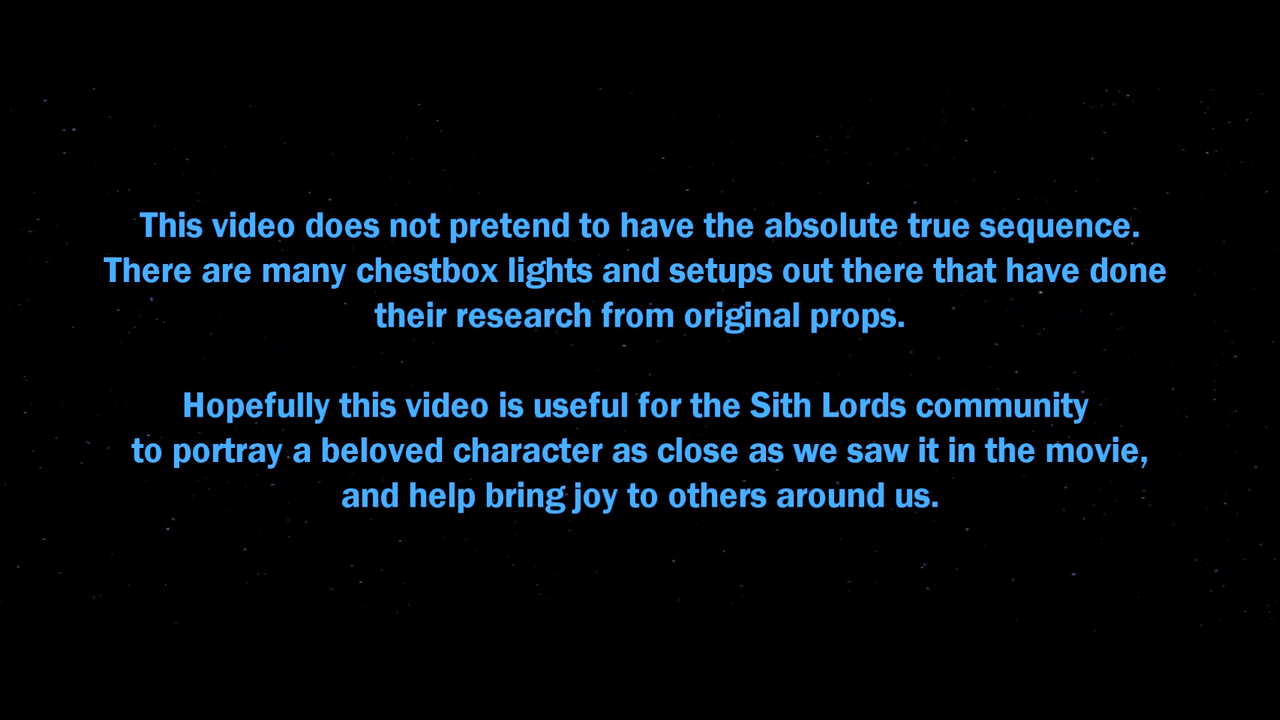 This video does not pretend to have the absolute true sequence.
There are many chestbox lights and setups out there that have done
their research from original props.
Hopefully this video is useful for the Sith Lords community
to portray a beloved character as close as we saw it in the movie,
and help bring joy to others around us.